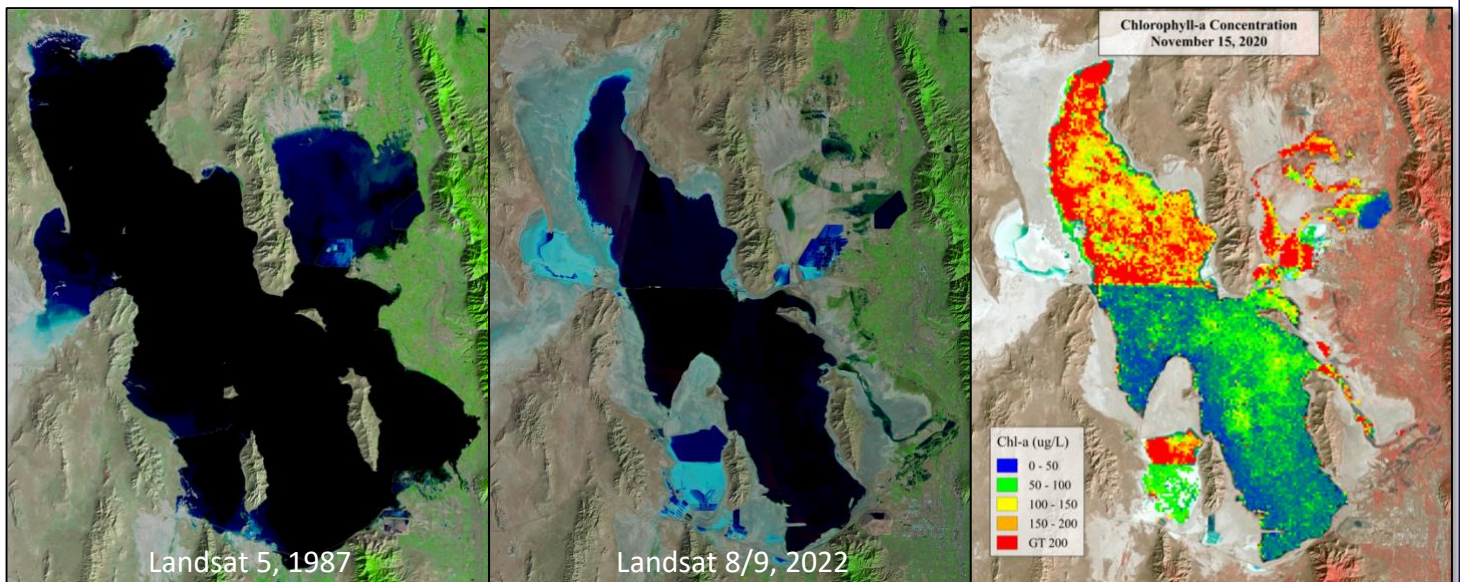 Landsat 5, 1987
Landsat 8/9, 2022
Chlorophyll-a Concentration
November 15, 2020
Chl-a (ug/L)
0 - 50
50 - 100
100 - 150
150 - 200
GT 200